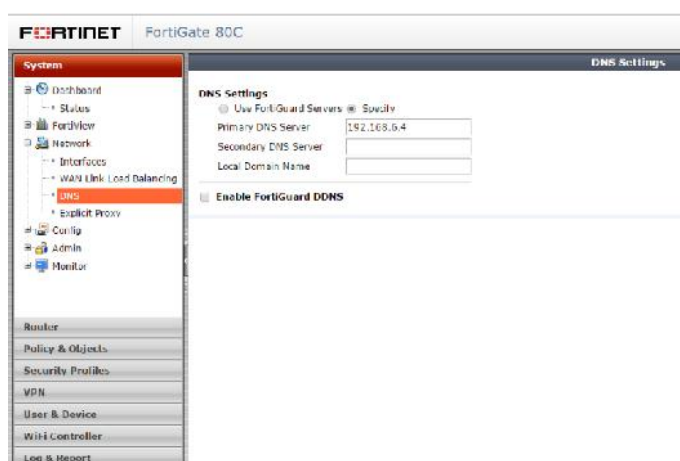 FORTINET FortiGate 80C
System
DNS Settings
Dashboard
Status
FortiView
Network
Interfaces
WAN Link Load Balancing
DNS
Explicit Proxy
Config
Admin
Monitor
DNS Settings
Use FortiGuard Servers Specify
Primary DNS Server 192.168.6.4
Secondary DNS Server
Local Domain Name
Enable FortiGuard DDNS
Router
Policy & Objects
Security Profiles
VPN
User & Device
WiFi Controller
Log & Report